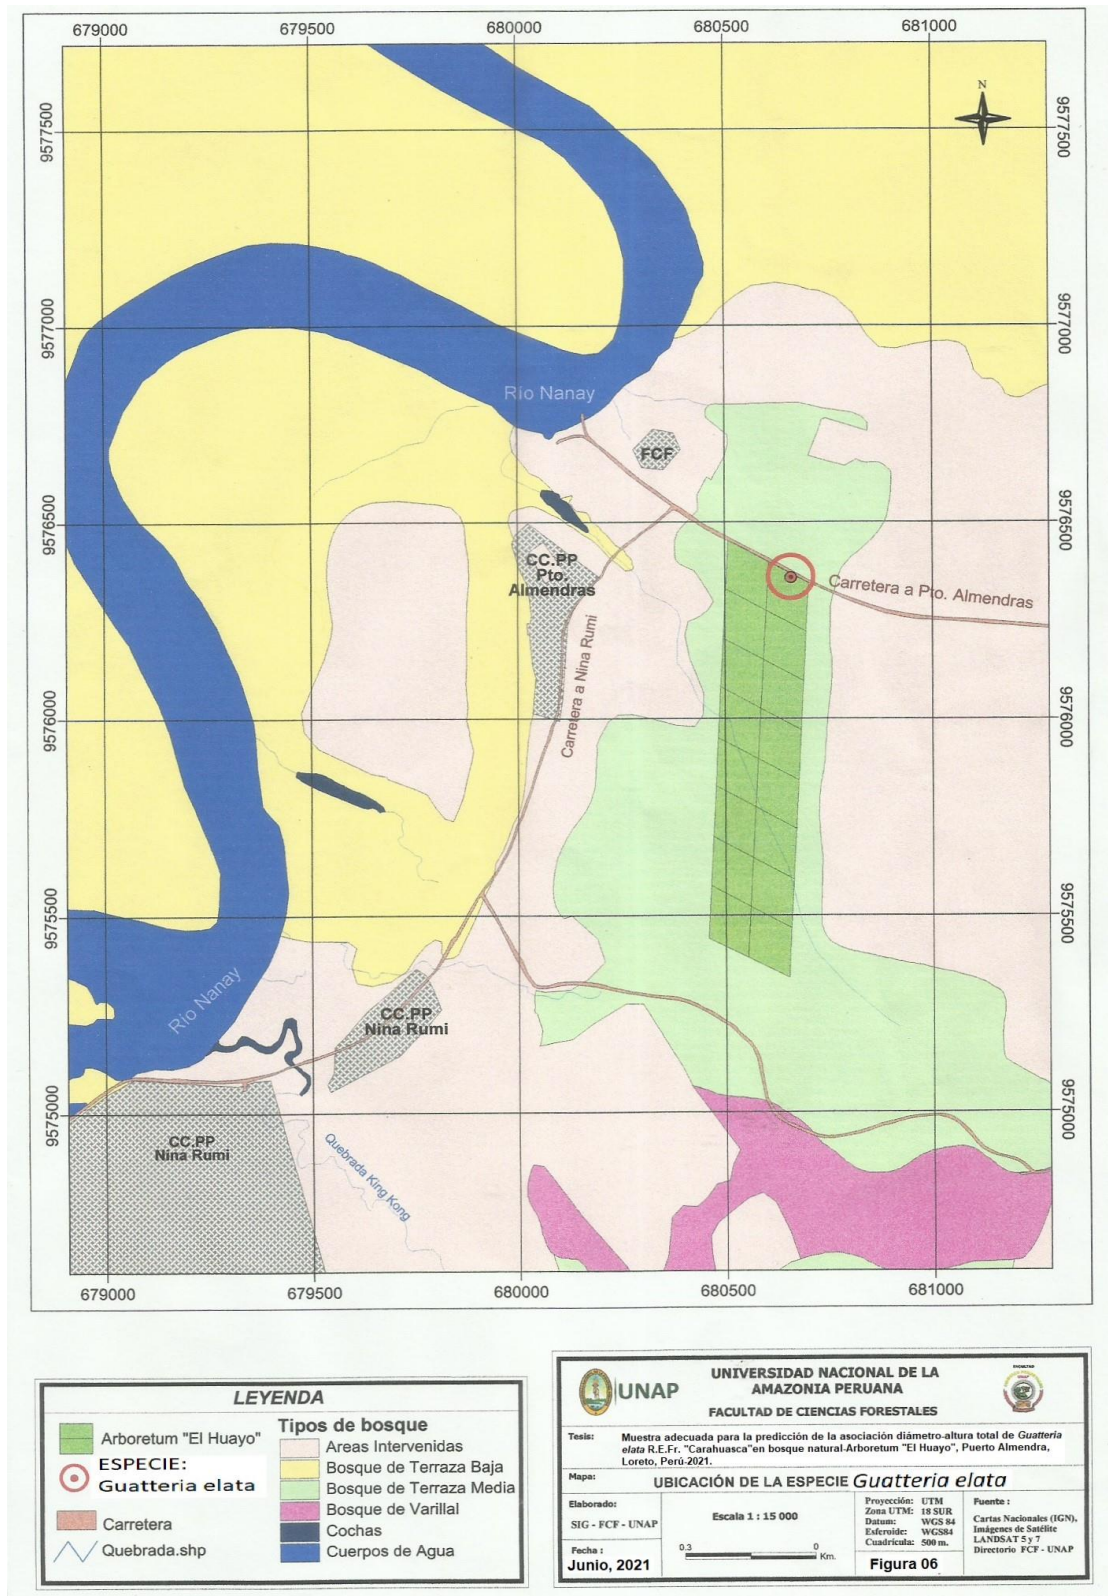 679000
679500
680000
680500
681000
N
9577500
9577500
9577000
9577000
Río Nanay
FCF
9576500
9576500
CC.PP
Pto.
Almendras
Carretera a Pto. Almendras
Carretera a Nina Rumi
9576000
9576000
9575500
9575500
Río Nanay
CC.PP
Nina Rumi
9575000
9575000
CC.PP
Nina Rumi
Quebrada King Kong
679000
679500
680000
680500
681000
LEYENDA
Arboretum "El Huayo"
ESPECIE:
Guatteria elata
Carretera
Quebrada.shp
Tipos de bosque
Areas Intervenidas
Bosque de Terraza Baja
Bosque de Terraza Media
Bosque de Varillal
Cochas
Cuerpos de Agua
UNAP
UNIVERSIDAD NACIONAL DE LA
AMAZONIA PERUANA
FACULTAD DE CIENCIAS FORESTALES
Tesis:
Muestra adecuada para la predicción de la asociación diámetro-altura total de Guatteria
elata R.E.Fr. "Carahuasca"en bosque natural-Arboretum "El Huayo", Puerto Almendra,
Loreto, Perú-2021.
Mapa:
UBICACIÓN DE LA ESPECIE Guatteria elata
Elaborado:
SIG - FCF - UNAP
Fecha :
Junio, 2021
Escala 1 : 15 000
0.3
0
Km.
Proyección: UTM
Zona UTM: 18 SUR
Datum: WGS 84
Esferoide: WGS84
Cuadrícula: 500 m.
Figura 06
Fuente :
Cartas Nacionales (IGN),
Imágenes de Satélite
LANDSAT 5 y 7
Directorio FCF - UNAP